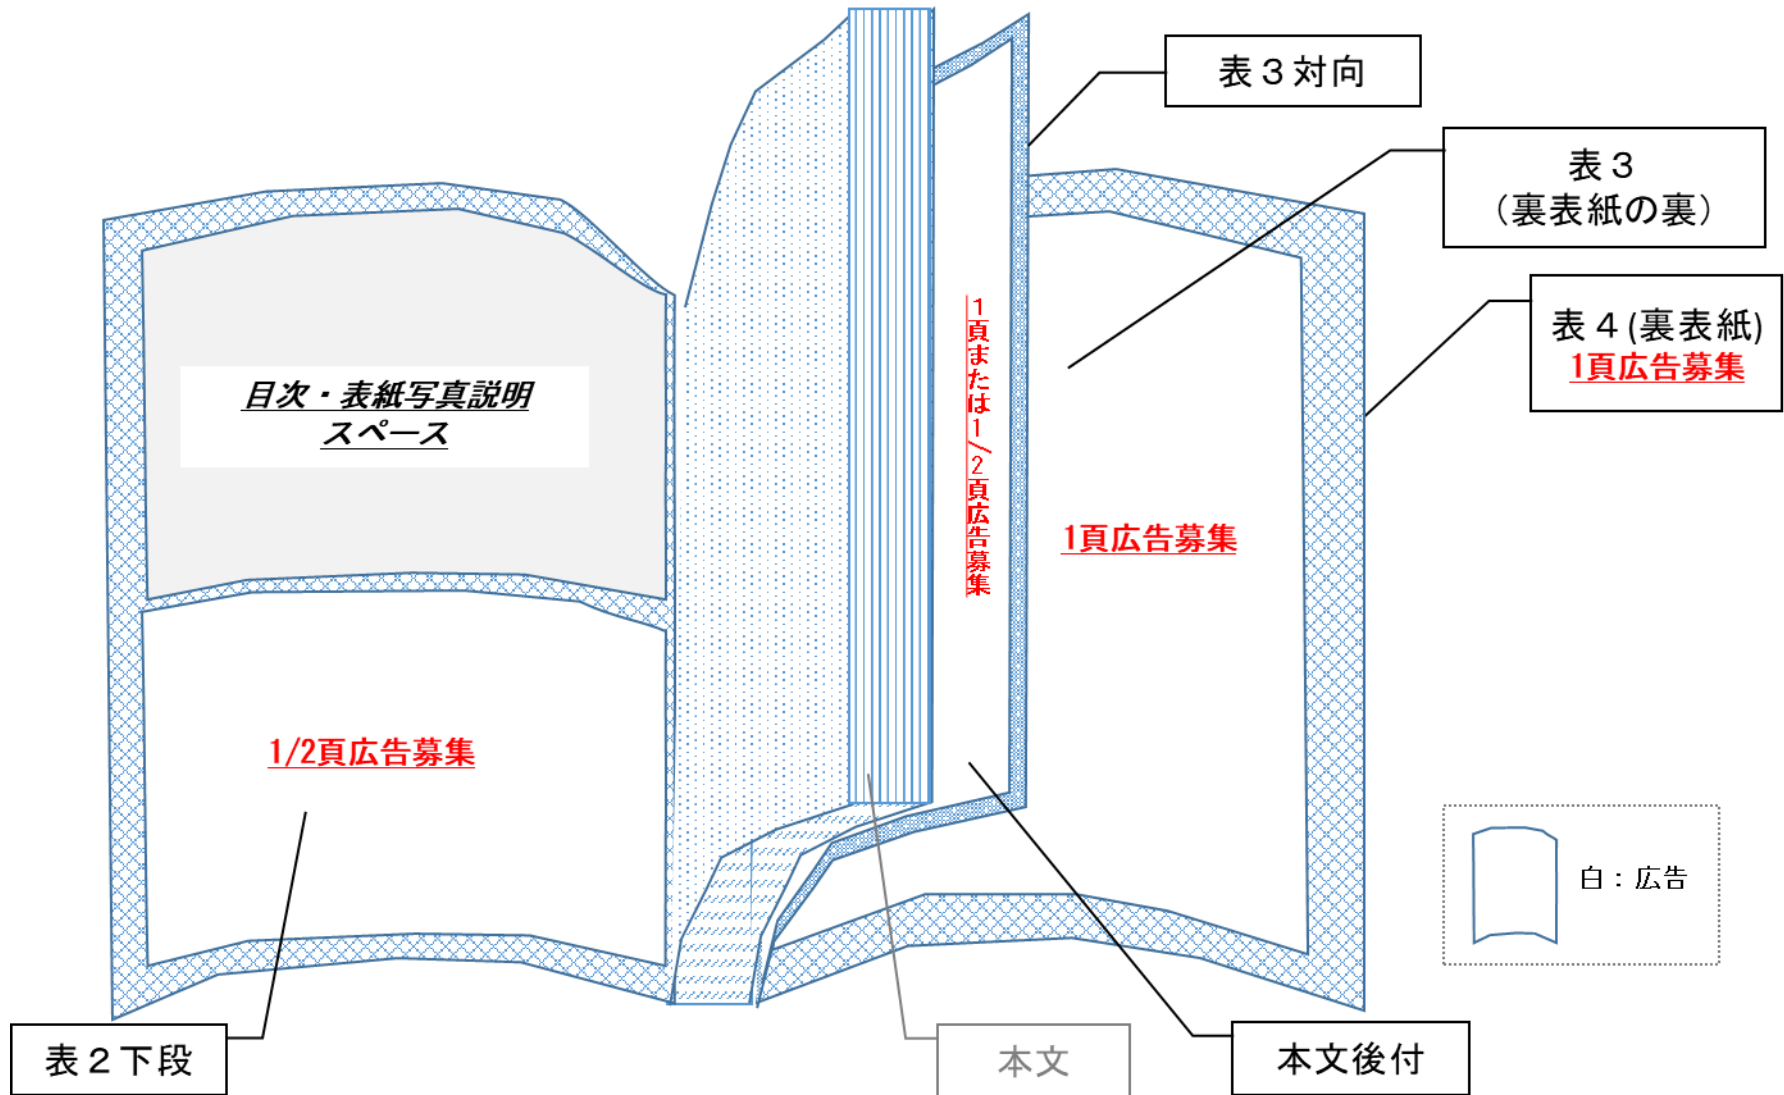 表３対向
表３
（裏表紙の裏）
表４(裏表紙)
1頁広告募集
目次・表紙写真説明
スペース
1頁または1/2頁広告募集
1頁広告募集
1/2頁広告募集
白：広告
表２下段
本文
本文後付